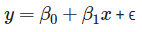 y = β₀ + β₁x + ϵ